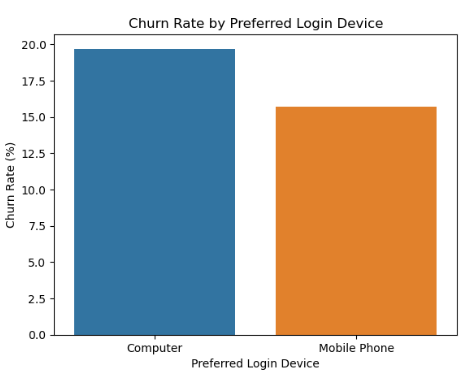 Churn Rate by Preferred Login Device
20.0
17.5
15.0
12.5
10.0
7.5
5.0
2.5
0.0
Churn Rate (%)
Computer Mobile Phone
Preferred Login Device